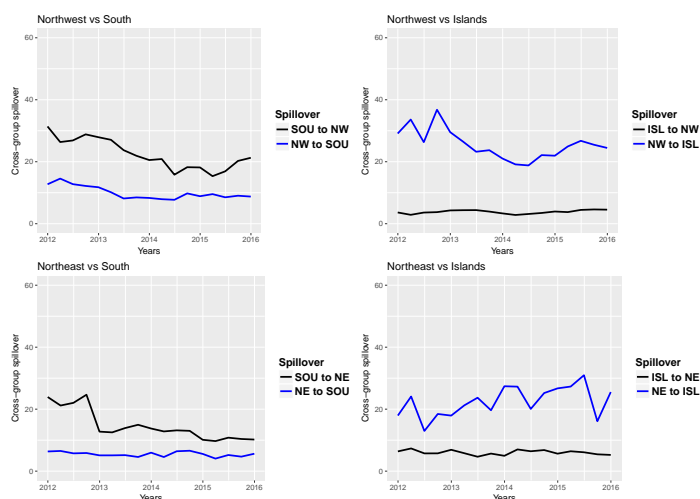 Northwest vs South
60
40
20
0
Cross−group spillover
2012
2013
2014
2015
2016
Years
Spillover
SOU to NW
NW to SOU
Northwest vs Islands
60
40
20
0
Cross−group spillover
2012
2013
2014
2015
2016
Years
Spillover
ISL to NW
NW to ISL
Northeast vs South
60
40
20
0
Cross−group spillover
2012
2013
2014
2015
2016
Years
Spillover
SOU to NE
NE to SOU
Northeast vs Islands
60
40
20
0
Cross−group spillover
2012
2013
2014
2015
2016
Years
Spillover
ISL to NE
NE to ISL